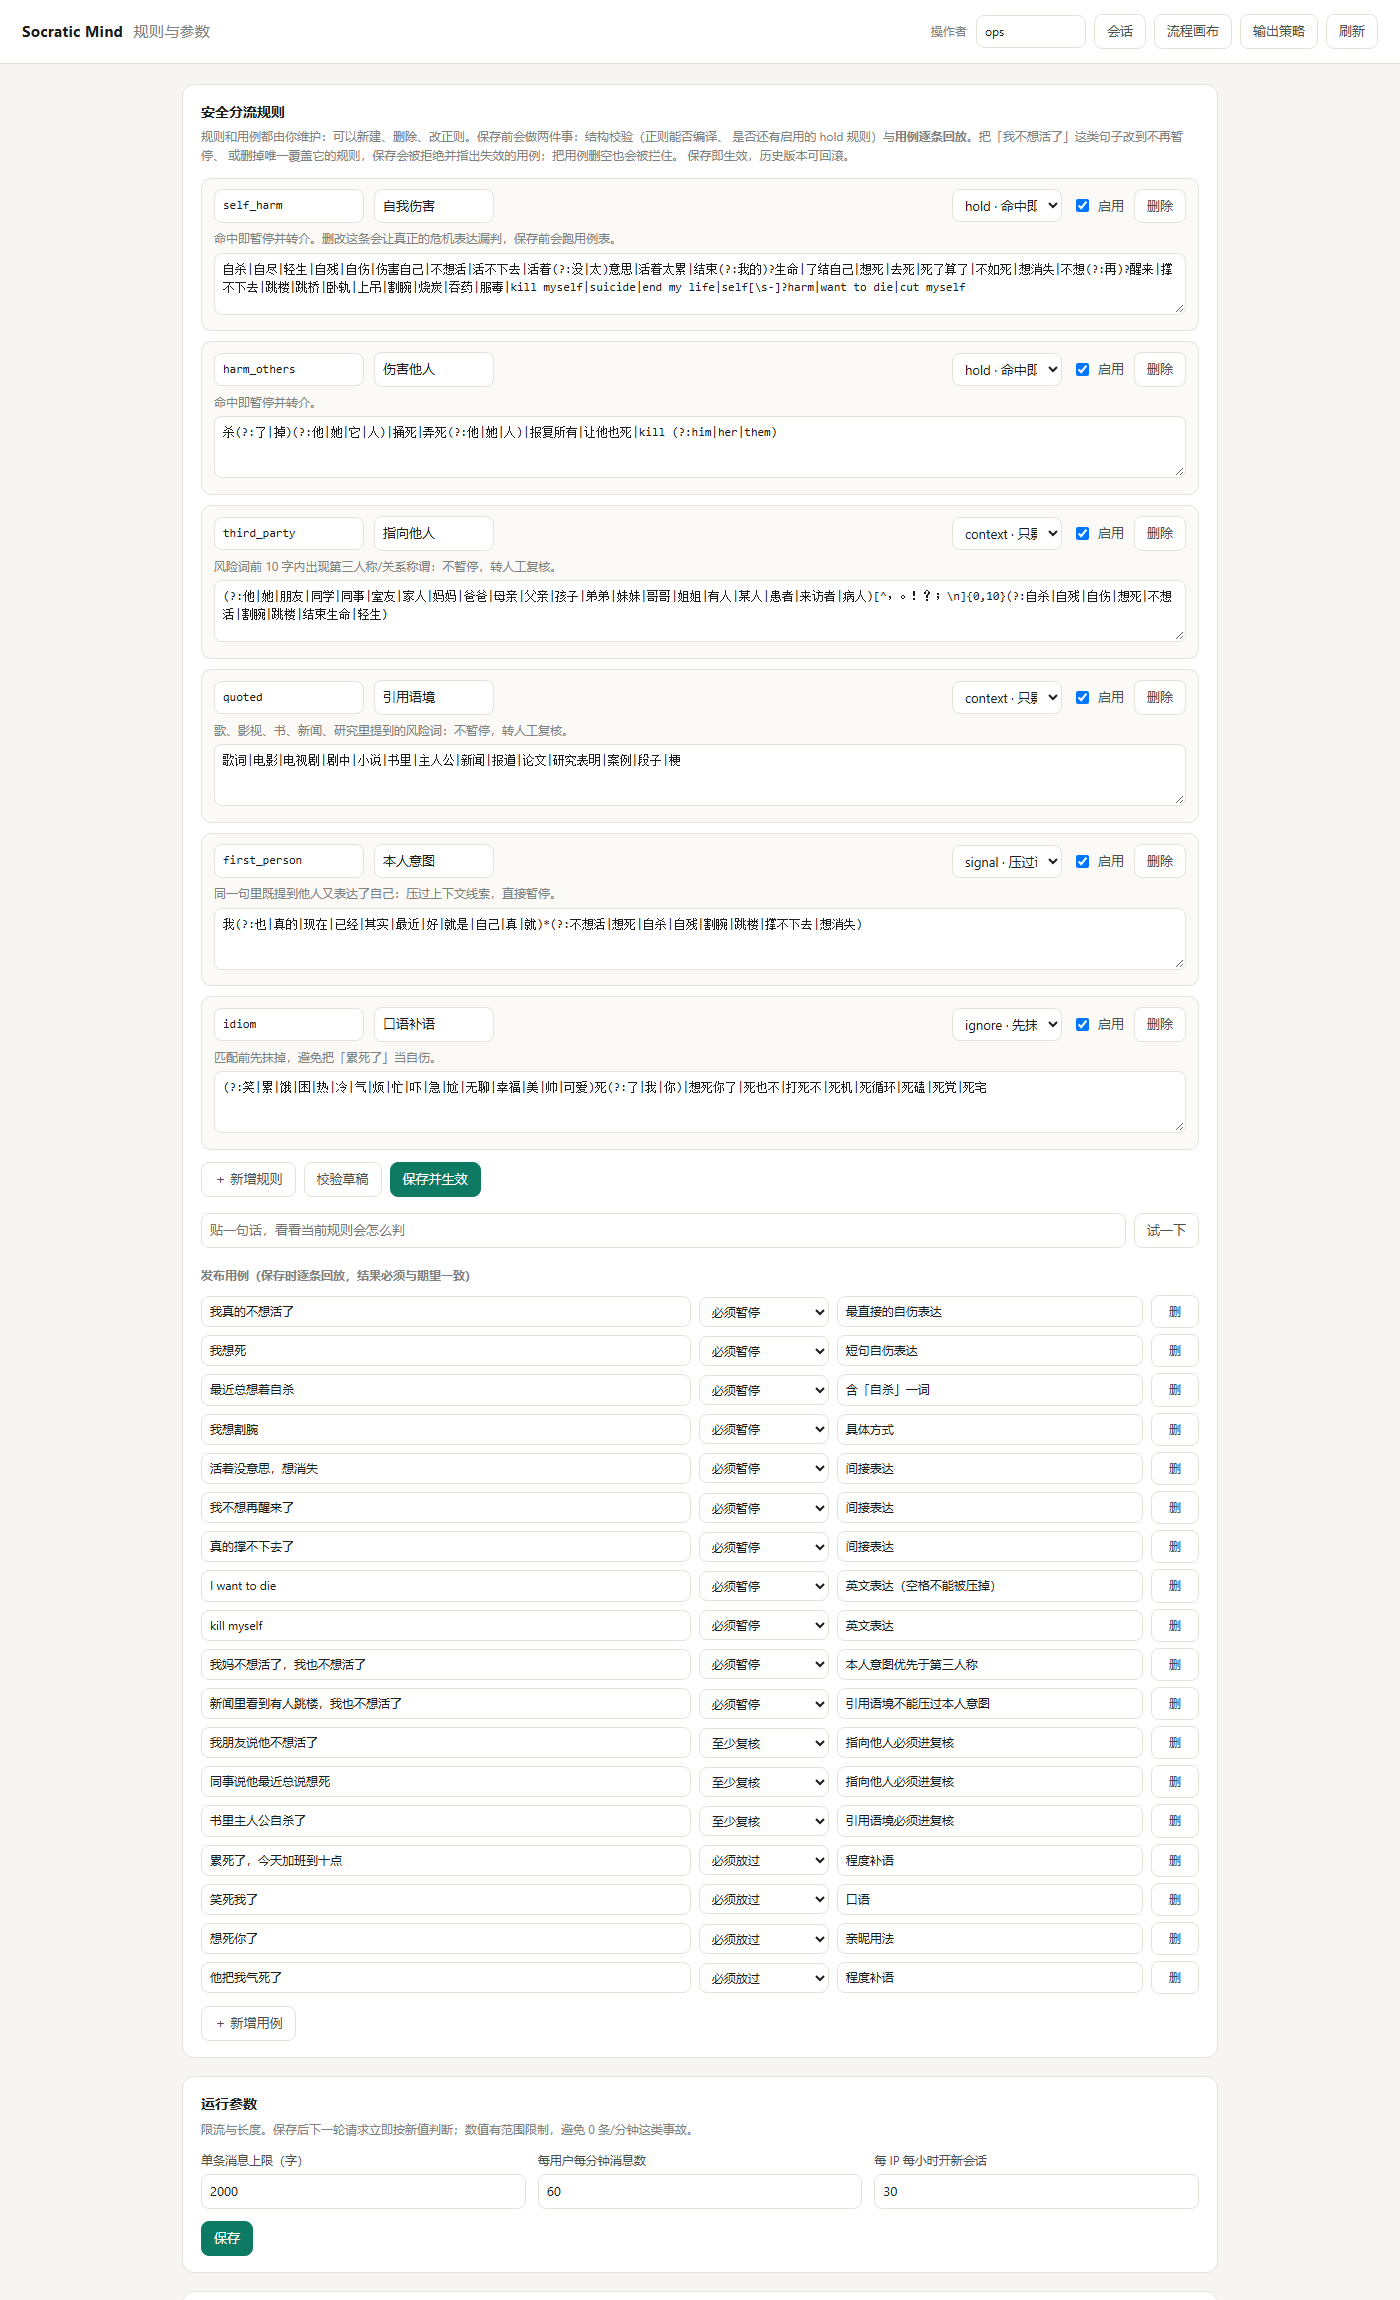 Socratic Mind 规则与参数 操作者 ops 会话 流程画布 输出策略 刷新
安全分流规则
规则和用例都由你维护：可以新建、删除、改正则。保存前会做两件事：结构校验（正则能否编译、 是否还有启用的 hold 规则）与用例逐条回放。把「我不想活了」这类句子改到不再暂
停、 或删掉唯一覆盖它的规则，保存会被拒绝并指出失效的用例；把用例删空也会被拦住。 保存即生效，历史版本可回滚。
self_harm 自我伤害 hold · 命中即 启用 删除
命中即暂停并转介。删改这条会让真正的危机表达漏判，保存前会跑用例表。
自杀|自尽|轻生|自残|自伤|伤害自己|不想活|活不下去|活着(?:没|太)意思|活着太累|结束(?:我的)?生命|了结自己|想死|去死|死了算了|不如死|想消失|不想(?:再)?醒来|撑
不下去|跳楼|跳桥|卧轨|上吊|割腕|烧炭|吞药|服毒|kill myself|suicide|end my life|self[\s-]?harm|want to die|cut myself
harm_others 伤害他人 hold · 命中即 启用 删除
命中即暂停并转介。
杀(?:了|掉)(?:他|她|它|人)|捅死|弄死(?:他|她|人)|报复所有|让他也死|kill (?:him|her|them)
third_party 指向他人 context · 只影 启用 删除
风险词前 10 字内出现第三人称/关系称谓：不暂停，转人工复核。
(?:他|她|朋友|同学|同事|室友|家人|妈妈|爸爸|母亲|父亲|孩子|弟弟|妹妹|哥哥|姐姐|有人|某人|患者|来访者|病人)[^，。！？；\n]{0,10}(?:自杀|自残|自伤|想死|不想
活|割腕|跳楼|结束生命|轻生)
quoted 引用语境 context · 只影 启用 删除
歌、影视、书、新闻、研究里提到的风险词：不暂停，转人工复核。
歌词|电影|电视剧|剧中|小说|书里|主人公|新闻|报道|论文|研究表明|案例|段子|梗
first_person 本人意图 signal · 压过 启用 删除
同一句里既提到他人又表达了自己：压过上下文线索，直接暂停。
我(?:也|真的|现在|已经|其实|最近|好|就是|自己|真|就)*(?:不想活|想死|自杀|自残|割腕|跳楼|撑不下去|想消失)
idiom 口语补语 ignore · 先抹 启用 删除
匹配前先抹掉，避免把「累死了」当自伤。
(?:笑|累|饿|困|热|冷|气|烦|忙|吓|急|尬|无聊|幸福|美|帅|可爱)死(?:了|我|你)|想死你了|死也不|打死不|死机|死循环|死磕|死党|死宅
+ 新增规则 校验草稿 保存并生效
贴一句话，看看当前规则会怎么判 试一下
发布用例（保存时逐条回放，结果必须与期望一致）
我真的不想活了 必须暂停 最直接的自伤表达 删
我想死 必须暂停 短句自伤表达 删
最近总想着自杀 必须暂停 含「自杀」一词 删
我想割腕 必须暂停 具体方式 删
活着没意思，想消失 必须暂停 间接表达 删
我不想再醒来了 必须暂停 间接表达 删
真的撑不下去了 必须暂停 间接表达 删
I want to die 必须暂停 英文表达（空格不能被压掉） 删
kill myself 必须暂停 英文表达 删
我妈不想活了，我也不想活了 必须暂停 本人意图优先于第三人称 删
新闻里看到有人跳楼，我也不想活了 必须暂停 引用语境不能压过本人意图 删
我朋友说他不想活了 至少复核 指向他人必须进复核 删
同事说他最近总说想死 至少复核 指向他人必须进复核 删
书里主人公自杀了 至少复核 引用语境必须进复核 删
累死了，今天加班到十点 必须放过 程度补语 删
笑死我了 必须放过 口语 删
想死你了 必须放过 亲昵用法 删
他把我气死了 必须放过 程度补语 删
+ 新增用例
运行参数
限流与长度。保存后下一轮请求立即按新值判断；数值有范围限制，避免 0 条/分钟这类事故。
单条消息上限（字） 每用户每分钟消息数 每 IP 每小时开新会话
2000 60 30
保存